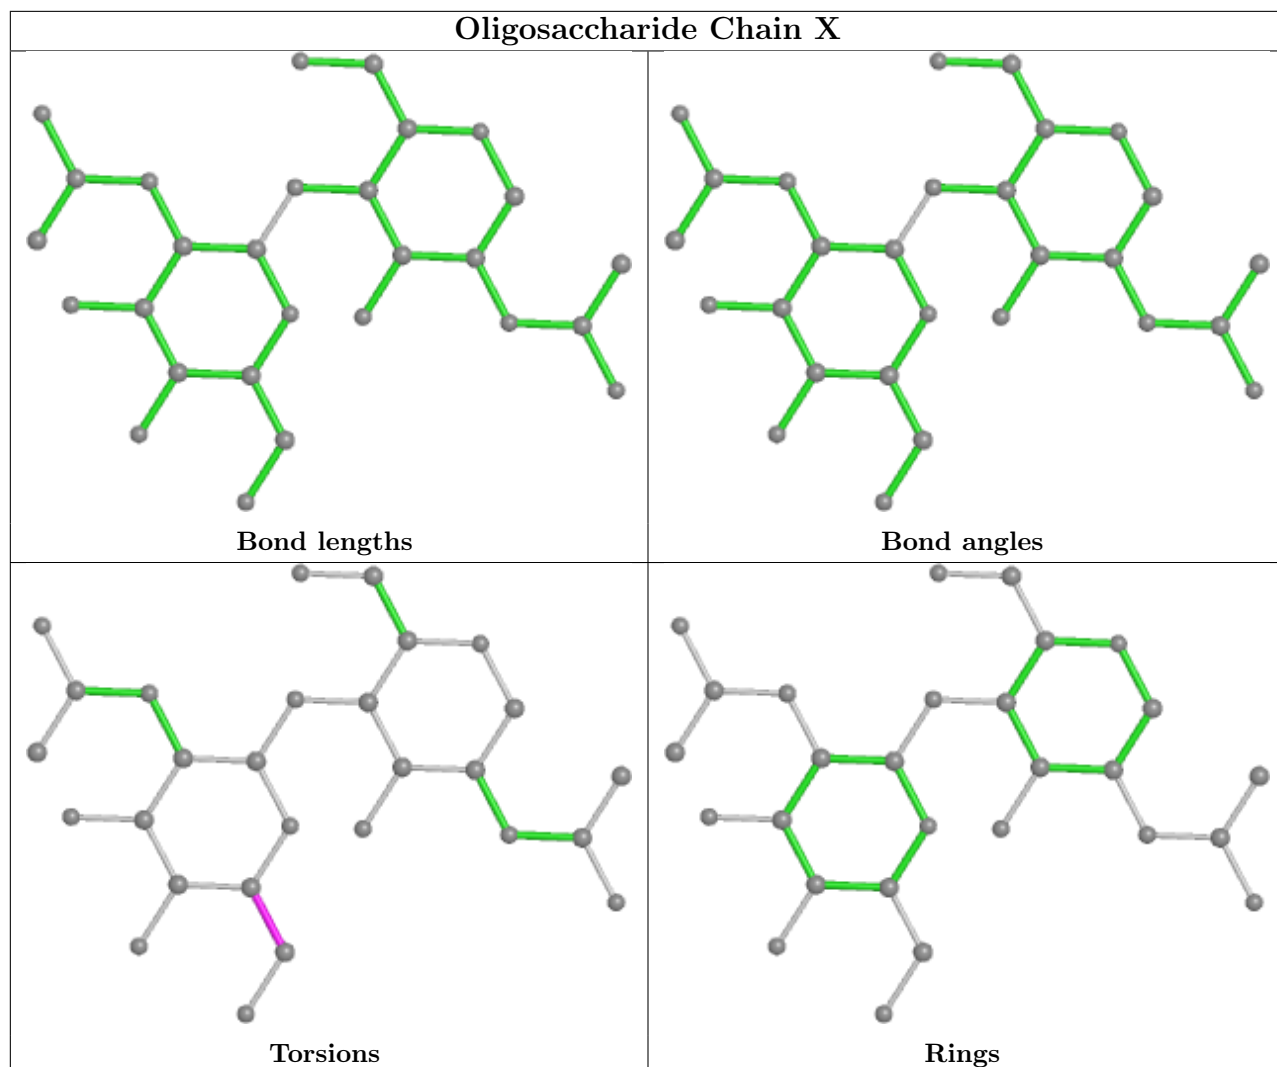 Oligosaccharide Chain X
Bond lengths
Bond angles
Torsions
Rings